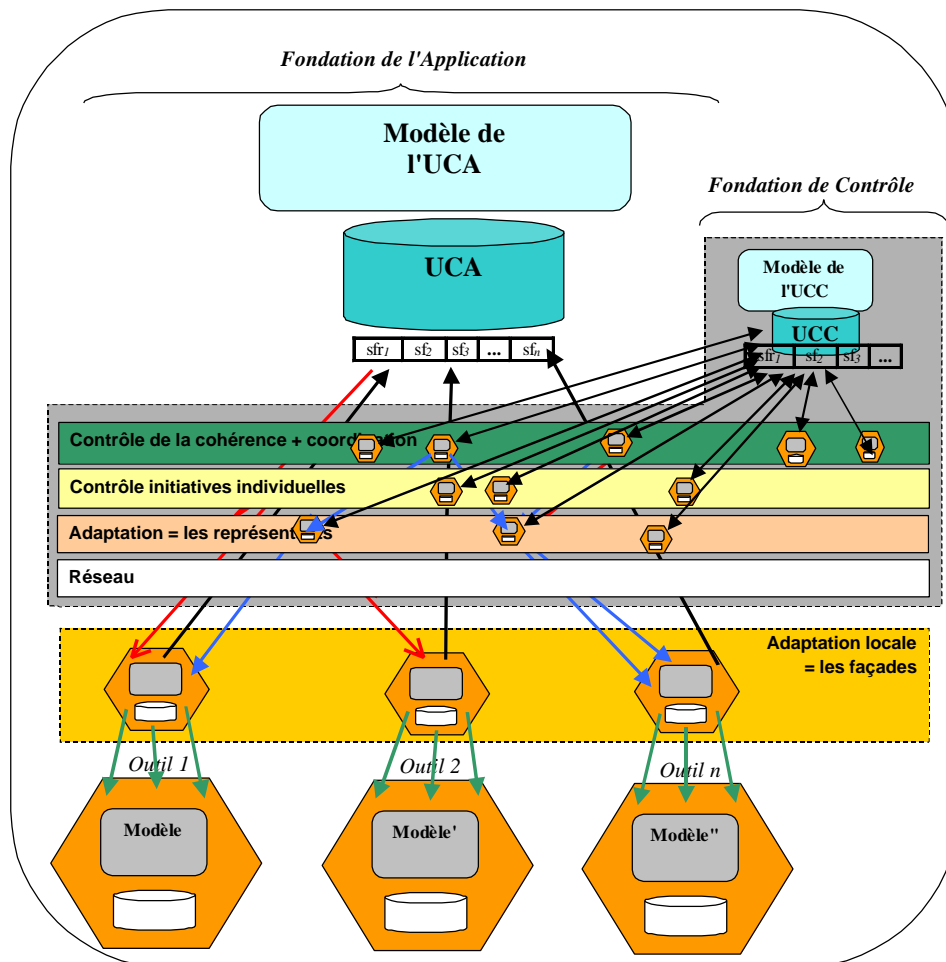 Fondation de l'Application
Modèle de
l'UCA
Fondation de Contrôle
UCA
Modèle de
l'UCC
UCC
sfr1 sf2 sf3 ... sfn
sfr1 sf2 sf3 ...
Contrôle de la cohérence + coordination
Contrôle initiatives individuelles
Adaptation = les représentants
Réseau
Adaptation locale
= les façades
Outil 1
Outil 2
Outil n
Modèle
Modèle'
Modèle"